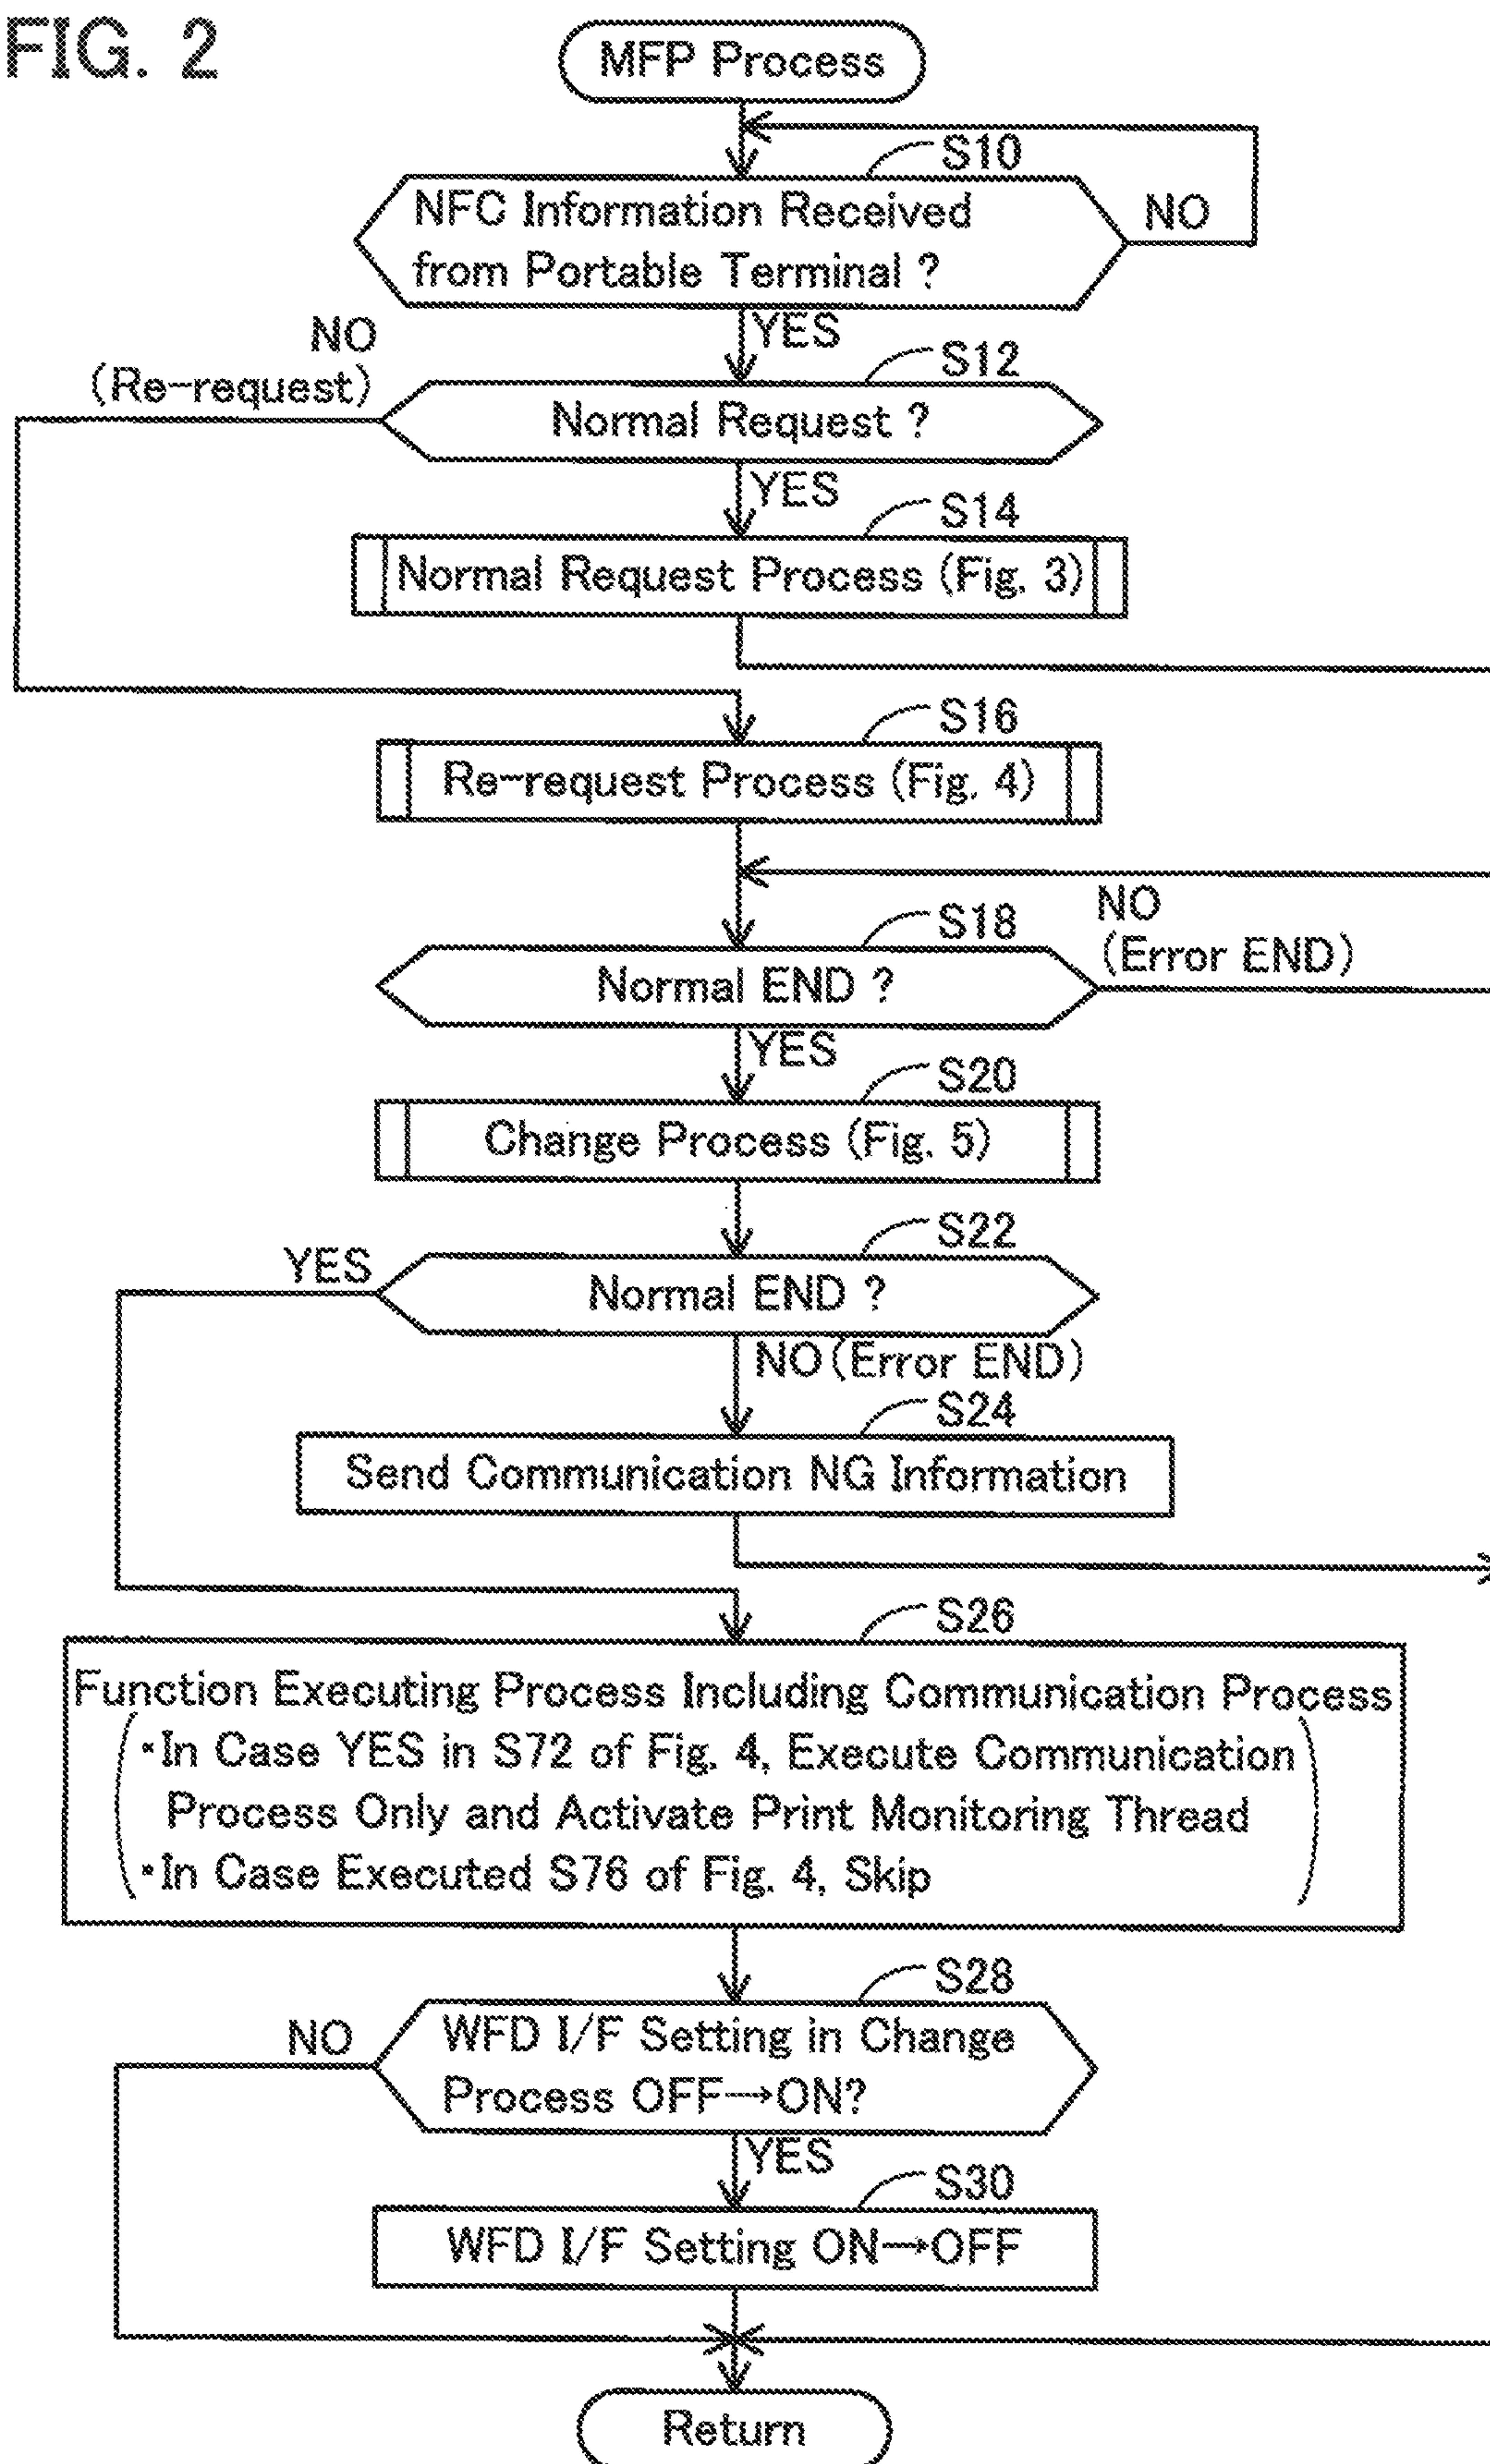 FIG. 2
MFP Process
S10
NFC Information Received
from Portable Terminal ?
NO
YES
NO
(Re-request)
S12
Normal Request ?
YES
S14
Normal Request Process (Fig. 3)
S16
Re-request Process (Fig. 4)
S18
NO
(Error END)
Normal END ?
YES
S20
Change Process (Fig. 5)
S22
YES
Normal END ?
NO(Error END)
S24
Send Communication NG Information
S26
Function Executing Process Including Communication Process
・In Case YES in S72 of Fig. 4, Execute Communication
Process Only and Activate Print Monitoring Thread
・In Case Executed S76 of Fig. 4, Skip
S28
NO
WFD I/F Setting in Change
Process OFF→ON?
YES
S30
WFD I/F Setting ON→OFF
Return